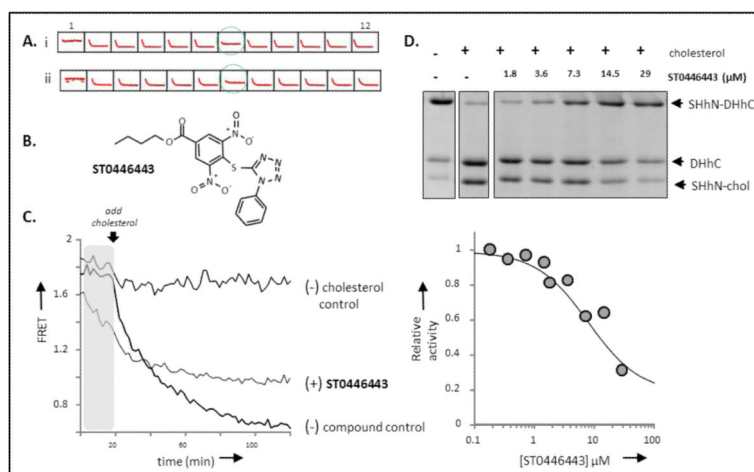 A.
1
12
i
ii
B.
ST0446443
O
O
NO2
C.
add
cholesterol
2
1.6
1.2
0.8
FRET
20
60
100
time (min)
(-) cholesterol
control
(+) ST0446443
(-) compound control
D.
- + + + + + + cholesterol
- - 1.8 3.6 7.3 14.5 29 ST0446443 (μM)
SHhN-DHhC
DHhC
SHhN-chol
1
0.8
0.6
0.4
0.2
0
Relative
activity
0.1
1
10
100
[ST0446443] μM